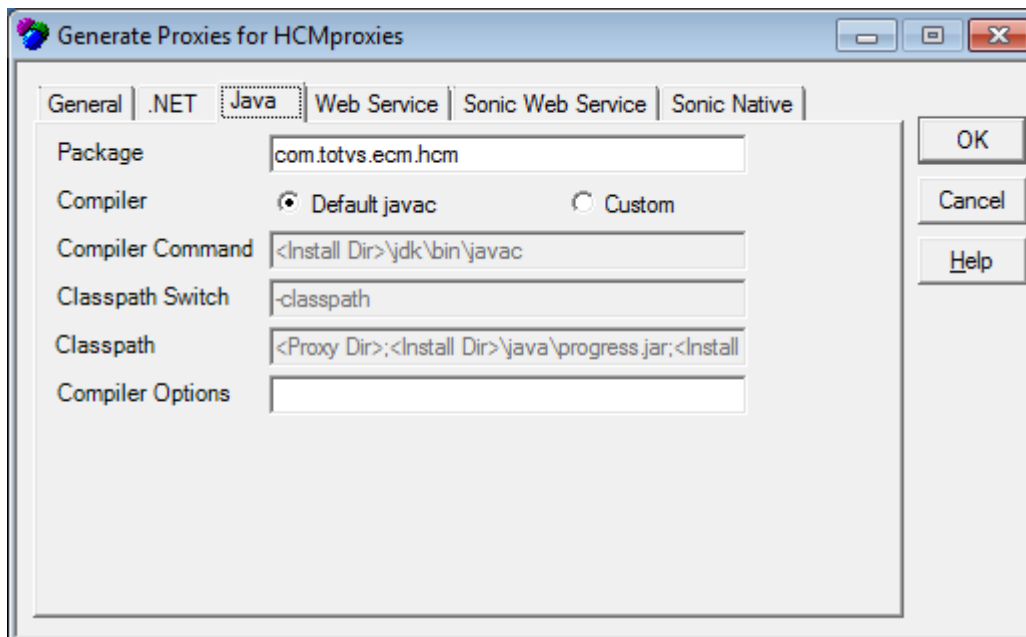 Generate Proxies for HCMproxies
General .NET Java Web Service Sonic Web Service Sonic Native
Package com.totvs.ecm.hcm
Compiler Default javac Custom
Compiler Command <Install Dir>\jdk\bin\javac
Classpath Switch -classpath
Classpath <Proxy Dir>;<Install Dir>\java\progress.jar;<Install
Compiler Options
OK
Cancel
Help